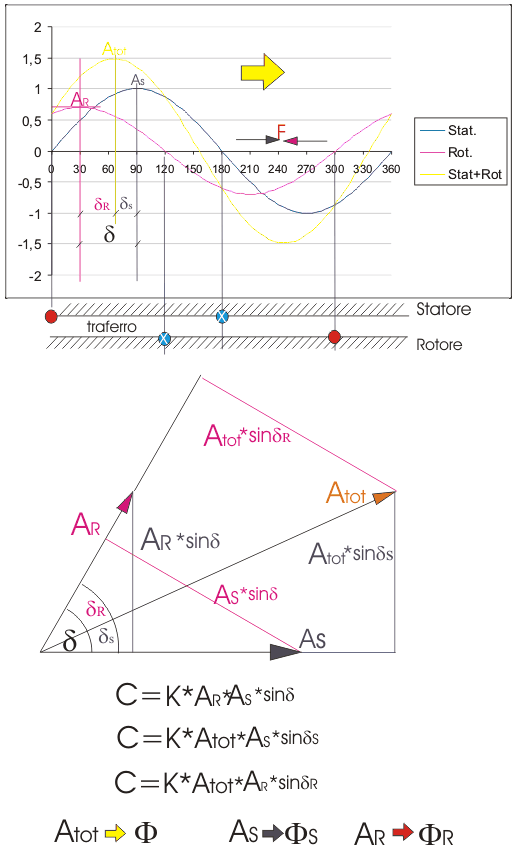 2
Atot
1,5
As
1
AR
F
0,5
0
0 30 60 90 120 150 180 210 240 270 300 330 360
-0,5
δR δs
-1
δ
-1,5
-2
Stat.
Rot.
Stat+Rot
Statore
X
traferro
X
Rotore
Atot*sinδR
Atot
AR
AR*sinδ
Atot*sinδs
AS*sinδ
δR
δ δs
AS
C=K*AR*AS*sinδ
C=K*Atot*AS*sinδS
C=K*Atot*AR*sinδR
Atot Φ AS ΦS AR ΦR